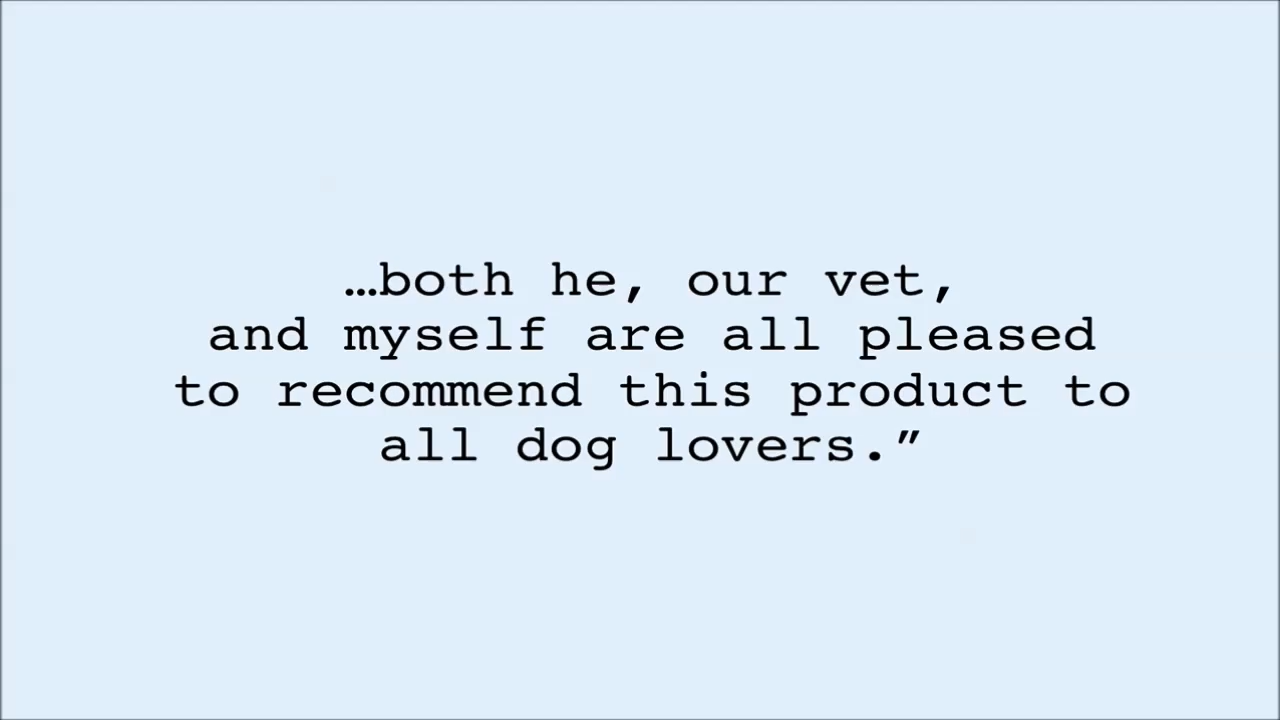 …both he, our vet,
and myself are all pleased
to recommend this product to
all dog lovers.”